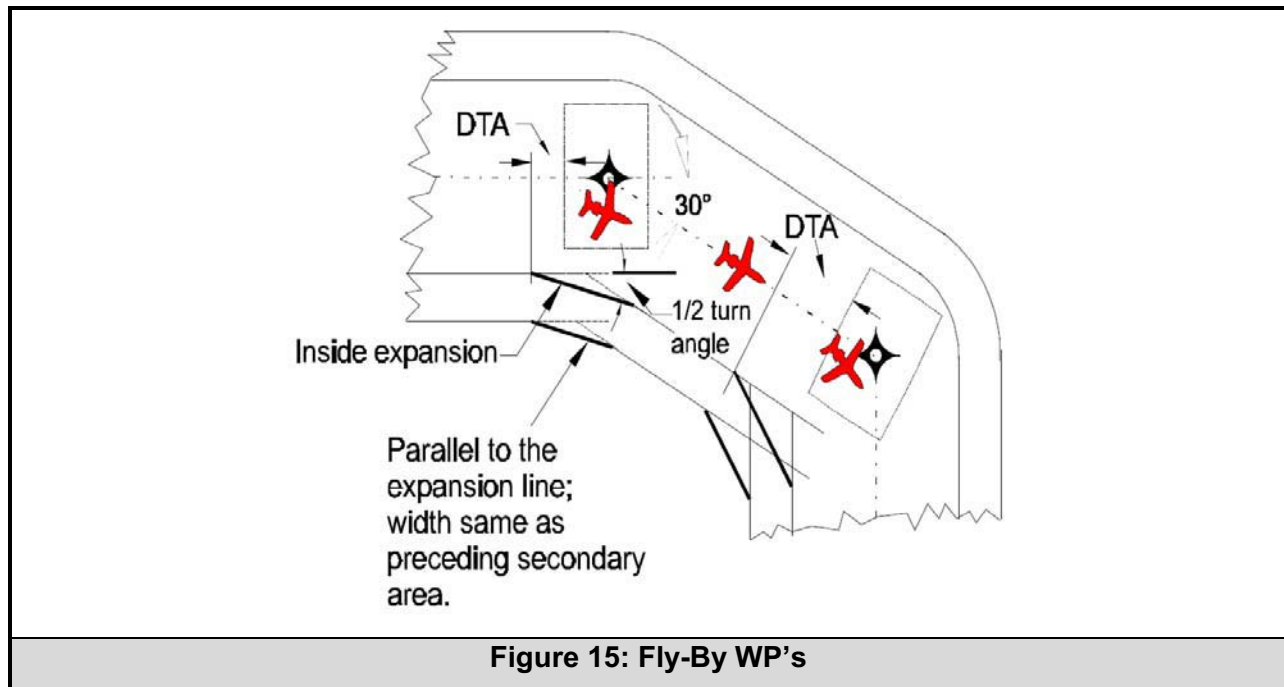 DTA
30°
DTA
1/2 turn
angle
Inside expansion
Parallel to the
expansion line;
width same as
preceding secondary
area.
Figure 15: Fly-By WP’s